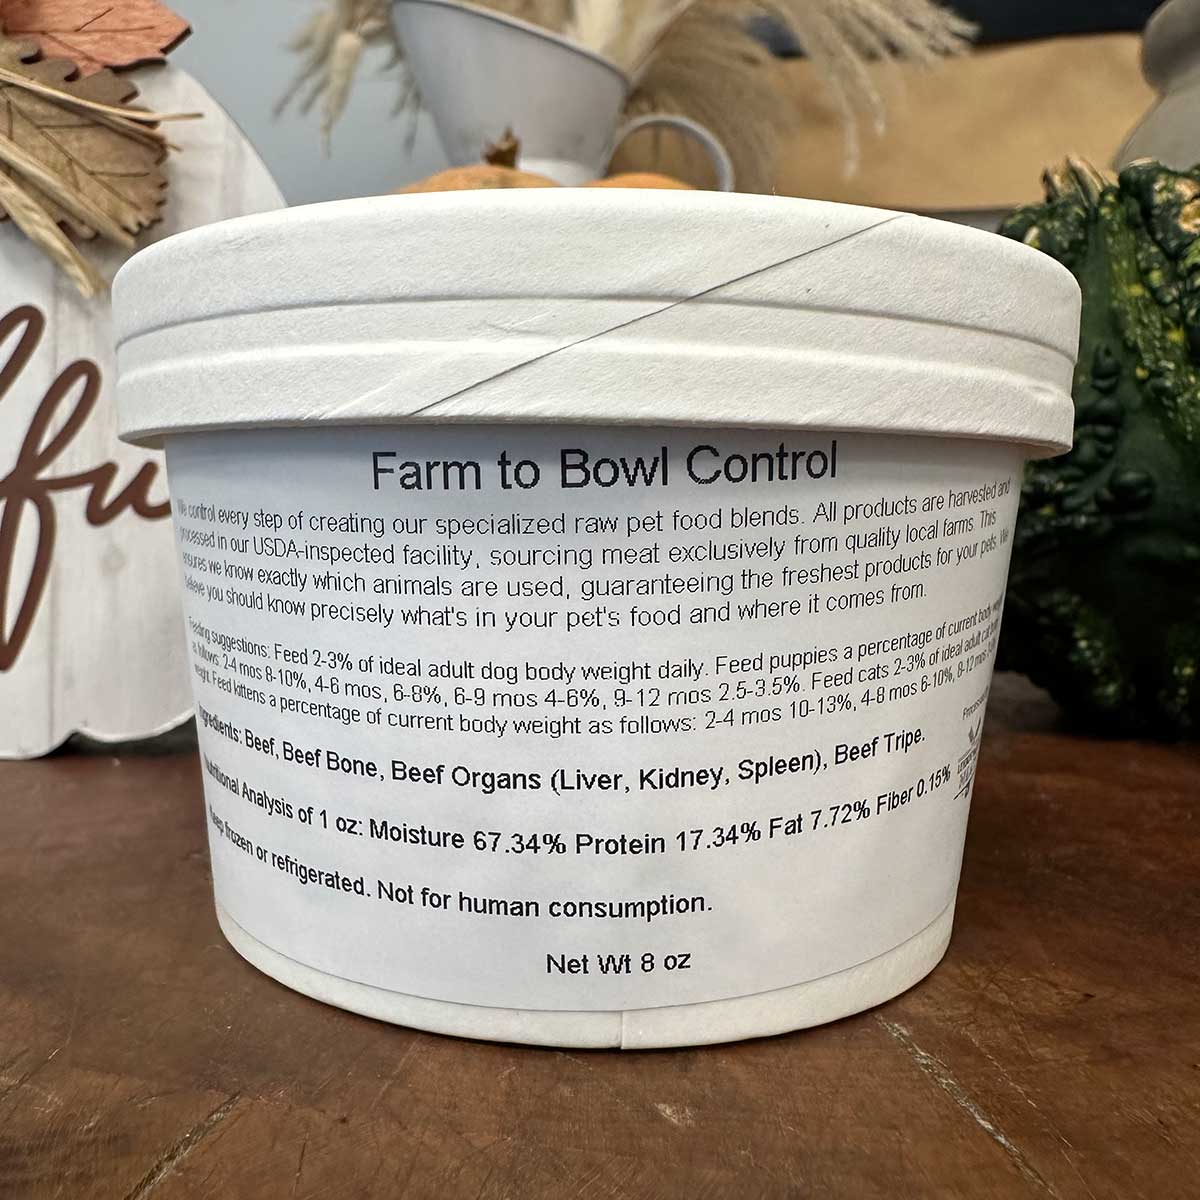 fu
Farm to Bowl Control
We control every step of creating our specialized raw pet food blends. All products are harvested and
processed in our USDA-inspected facility, sourcing meat exclusively from quality local farms. This
ensures we know exactly which animals are used, guaranteeing the freshest products for your pets. We
believe you should know precisely what's in your pet's food and where it comes from.
Feeding suggestions: Feed 2-3% of ideal adult dog body weight daily. Feed puppies a percentage of current body weight
as follows: 2-4 mos 8-10%, 4-6 mos, 6-8%, 6-9 mos 4-6%, 9-12 mos 2.5-3.5%. Feed cats 2-3% of ideal adult cat body
weight. Feed kittens a percentage of current body weight as follows: 2-4 mos 10-13%, 4-8 mos 6-10%, 8-12 mos
Ingredients: Beef, Beef Bone, Beef Organs (Liver, Kidney, Spleen), Beef Tripe.
Nutritional Analysis of 1 oz: Moisture 67.34% Protein 17.34% Fat 7.72% Fiber 0.15%
Keep frozen or refrigerated. Not for human consumption.
Net Wt 8 oz